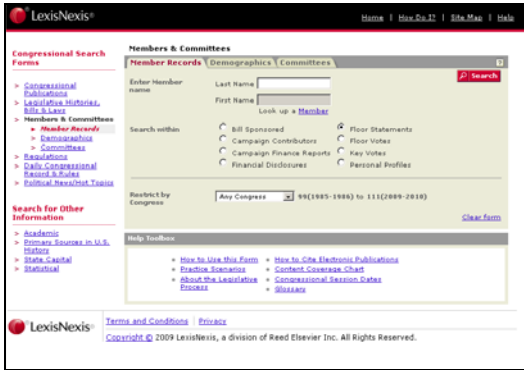 LexisNexis®
Home | How Do I? | Site Map | Help
Congressional Search
Forms
> Congressional
Publications
> Legislative Histories,
Bills & Laws
> Members & Committees
> Member Records
> Demographics
> Committees
> Regulations
> Daily Congressional
Record & Rules
> Political News/Hot Topics
Search for Other
Information
> Academic
> Primary Sources in U.S.
History
> State Capital
> Statistical
Members & Committees
Member Records Demographics Committees ?
Enter Member
name
Last Name
Search
First Name
Look up a Member
Search within
Bill Sponsored Floor Statements
Campaign Contributors Floor Votes
Campaign Finance Reports Key Votes
Financial Disclosures Personal Profiles
Restrict by
Congress
Any Congress 99(1985-1986) to 111(2009-2010)
Clear form
Help Toolbox
How to Use this Form
Practice Scenarios
About the Legislative
Process
How to Cite Electronic Publications
Content Coverage Chart
Congressional Session Dates
Glossary
LexisNexis®
Terms and Conditions | Privacy
Copyright © 2009 LexisNexis, a division of Reed Elsevier Inc. All Rights Reserved.